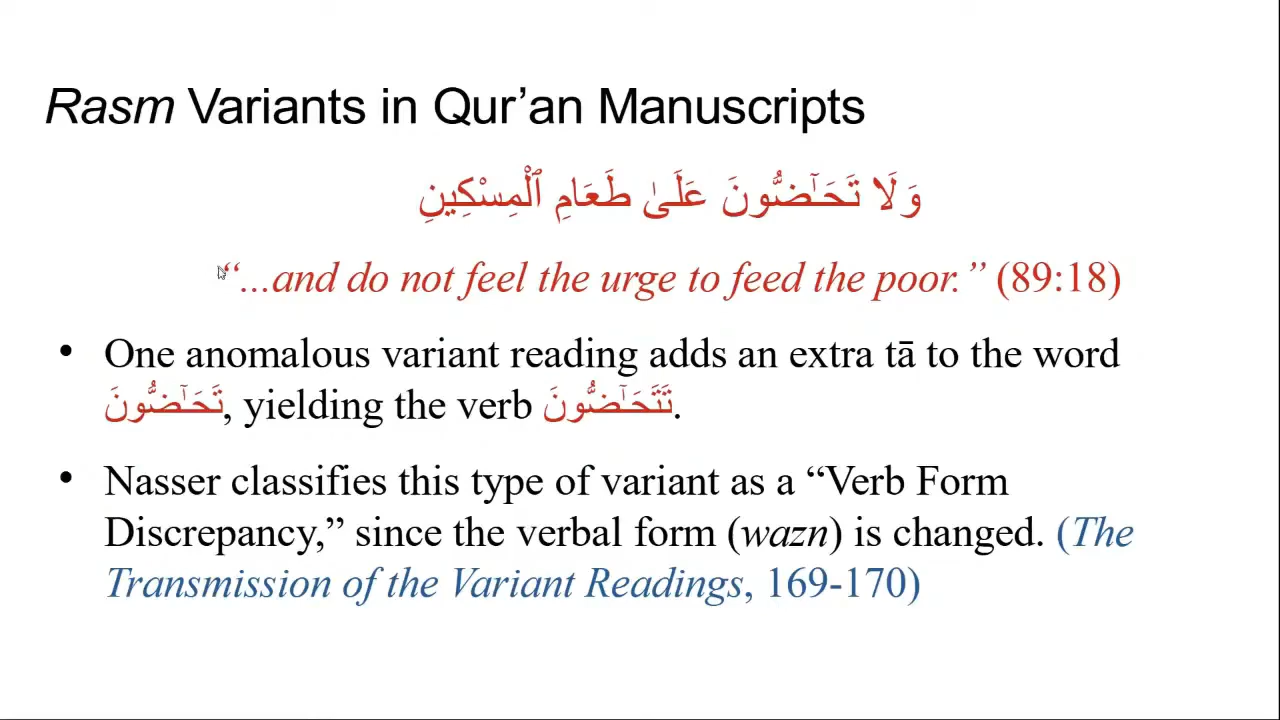 Rasm Variants in Qur’an Manuscripts
وَلَا تَحَـٰٓضُّونَ عَلَىٰ طَعَامِ ٱلْمِسْكِينِ
“...and do not feel the urge to feed the poor.” (89:18)
• One anomalous variant reading adds an extra tā to the word
تَحَـٰٓضُّونَ, yielding the verb تَتَحَـٰٓضُّونَ.
• Nasser classifies this type of variant as a “Verb Form
Discrepancy,” since the verbal form (wazn) is changed. (The
Transmission of the Variant Readings, 169-170)